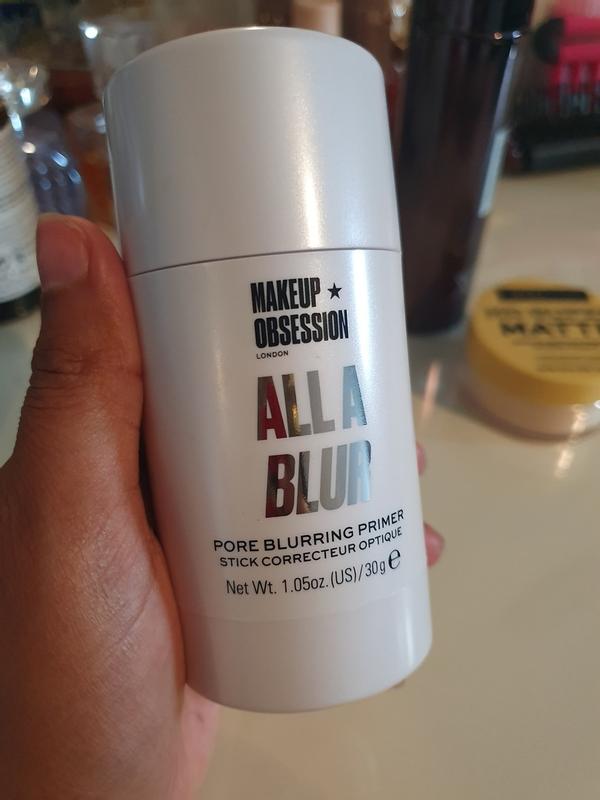 MAKEUP ★
OBSESSION
LONDON
ALL A
BLUR
PORE BLURRING PRIMER
STICK CORRECTEUR OPTIQUE
Net Wt. 1.05oz.(US)/30g ℮
MATTE